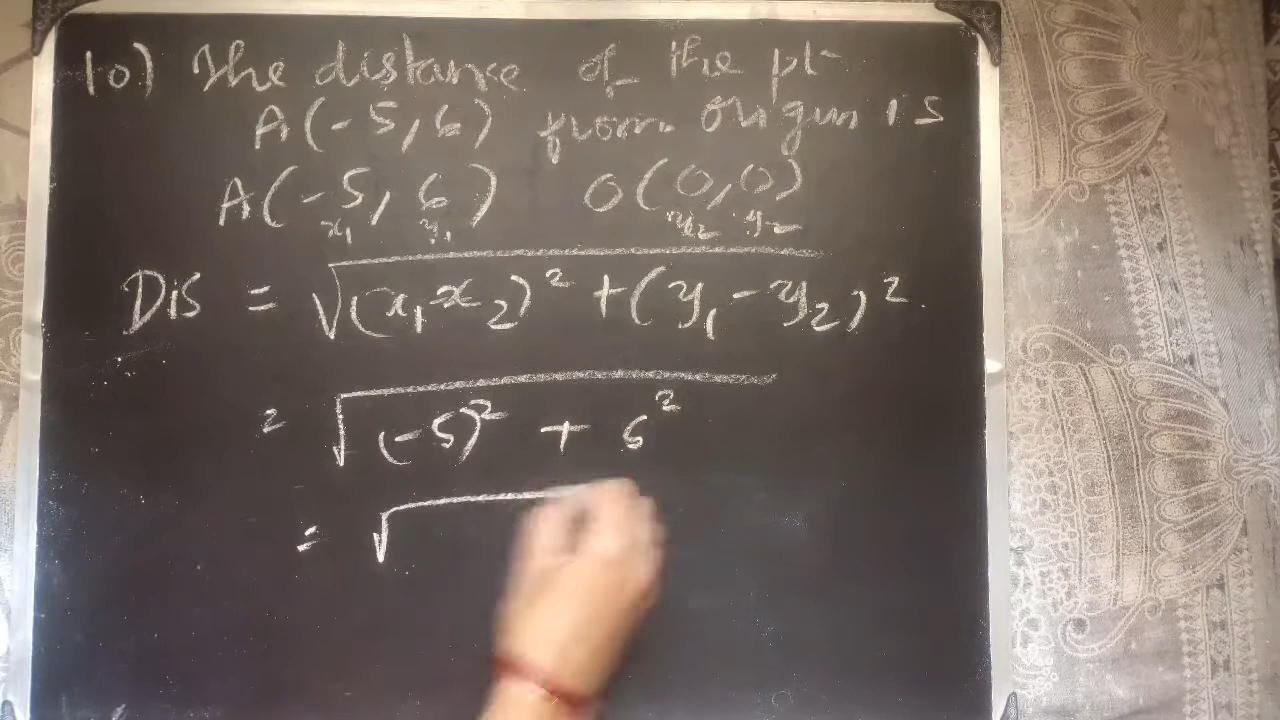 10) The distance of the pt
A(-5, 6) from origin is
A(-5, 6) O(0, 0)
x₁ y₁ x₂ y₂
Dis = √(x₁-x₂)² + (y₁-y₂)²
= √(-5)² + 6²
= √